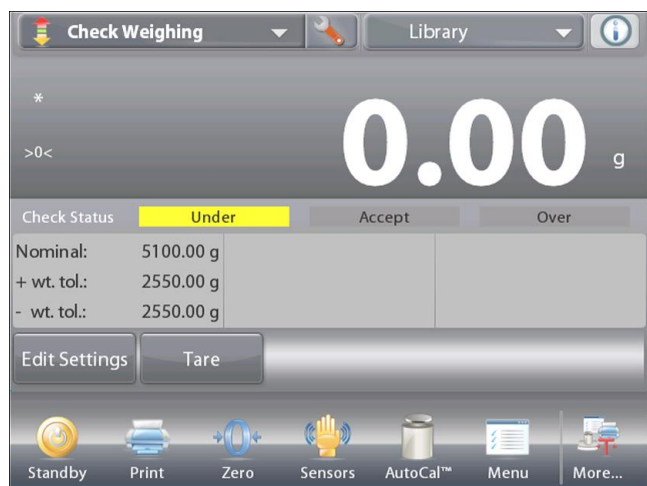 Check Weighing
Library
*
>0<
0.00 g
Check Status Under Accept Over
Nominal: 5100.00 g
+ wt. tol.: 2550.00 g
- wt. tol.: 2550.00 g
Edit Settings Tare
Standby Print Zero Sensors AutoCal™ Menu More...